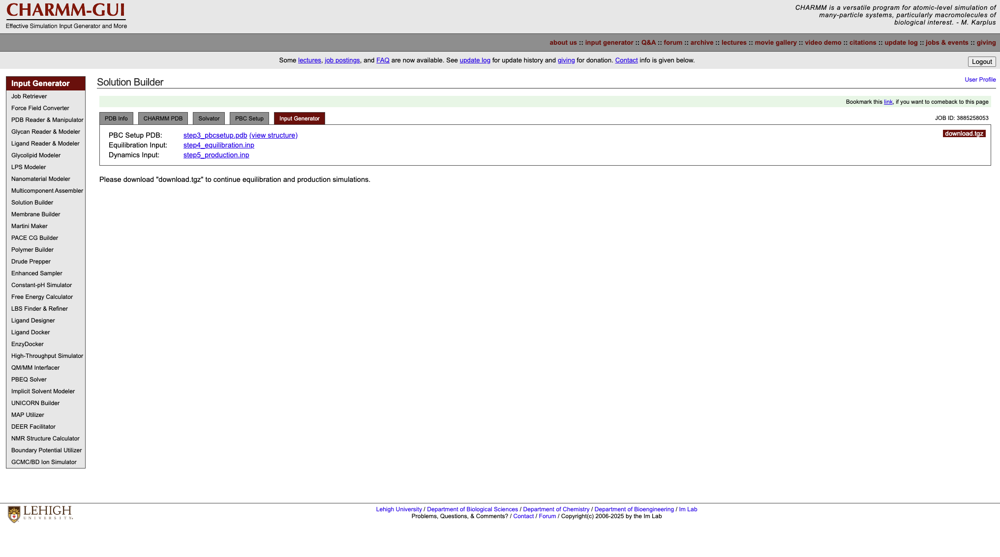 CHARMM-GUI
Effective Simulation Input Generator and More
CHARMM is a versatile program for atomic-level simulation of
many-particle systems, particularly macromolecules of
biological interest. - M. Karplus
about us :: input generator :: Q&A :: forum :: archive :: lectures :: movie gallery :: video demo :: citations :: update log :: jobs & events :: giving
Some lectures, job postings, and FAQ are now available. See update log for update history and giving for donation. Contact info is given below.
Logout
Input Generator
Job Retriever
Force Field Converter
PDB Reader & Manipulator
Glycan Reader & Modeler
Ligand Reader & Modeler
Glycolipid Modeler
LPS Modeler
Nanomaterial Modeler
Multicomponent Assembler
Solution Builder
Membrane Builder
Martini Maker
PACE CG Builder
Polymer Builder
Drude Prepper
Enhanced Sampler
Constant-pH Simulator
Free Energy Calculator
LBS Finder & Refiner
Ligand Designer
Ligand Docker
EnzyDocker
High-Throughput Simulator
QM/MM Interfacer
PBEQ Solver
Implicit Solvent Modeler
UNICORN Builder
MAP Utilizer
DEER Facilitator
NMR Structure Calculator
Boundary Potential Utilizer
GCMC/BD Ion Simulator
Solution Builder
User Profile
Bookmark this link, if you want to comeback to this page
PDB Info CHARMM PDB Solvator PBC Setup Input Generator
JOB ID: 3885258053
PBC Setup PDB: step3_pbcsetup.pdb (view structure)
download.tgz
Equilibration Input: step4_equilibration.inp
Dynamics Input: step5_production.inp
Please download "download.tgz" to continue equilibration and production simulations.
LEHIGH
UNIVERSITY
Lehigh University / Department of Biological Sciences / Department of Chemistry / Department of Bioengineering / Im Lab
Problems, Questions, & Comments? / Contact / Forum / Copyright(c) 2006-2025 by the Im Lab